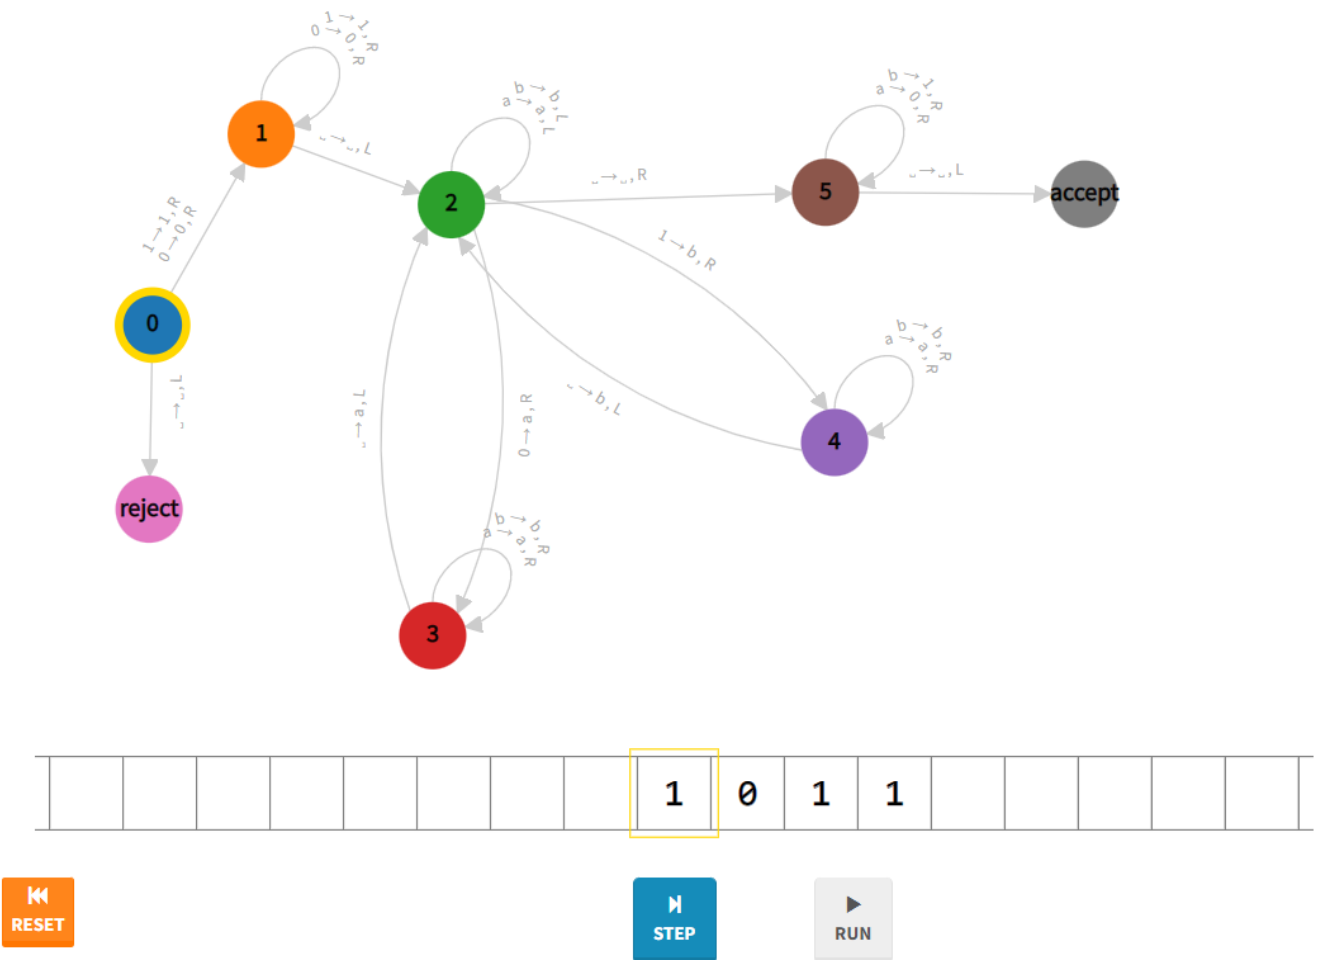 1→1,R
0→0,R
b→b,L
a→a,L
b→1,R
a→0,R
1
␣→␣,L
2
␣→␣,R
5
␣→␣,L
accept
1→1,R
0→0,R
1→b,R
0
b→b,R
a→a,R
␣→␣,L
␣→a,L
␣→b,L
0→a,R
4
reject
b→b,R
a→a,R
3
1 0 1 1
RESET
STEP
RUN